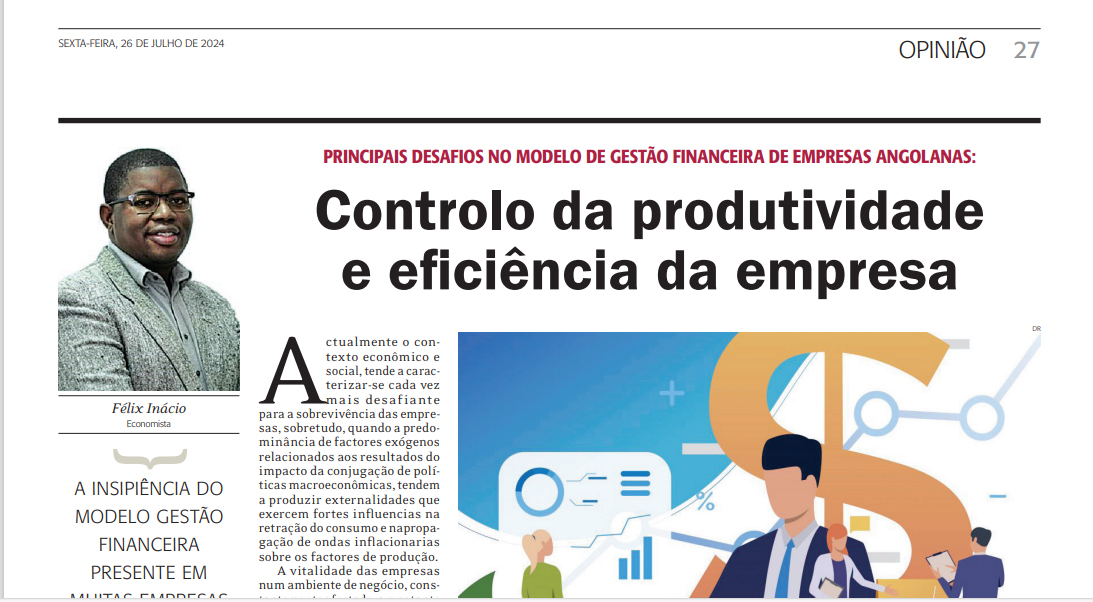 SEXTA-FEIRA, 26 DE JULHO DE 2024
OPINIÃO 27
PRINCIPAIS DESAFIOS NO MODELO DE GESTÃO FINANCEIRA DE EMPRESAS ANGOLANAS:
Controlo da produtividade
e eficiência da empresa
Félix Inácio
Economista
A INSIPIÊNCIA DO
MODELO GESTÃO
FINANCEIRA
PRESENTE EM
MUITAS EMPRESAS
Actualmente o con-
texto econômico e
social, tende a carac-
terizar-se cada vez
mais desafiante
para a sobrevivência das empre-
sas, sobretudo, quando a predo-
minância de factores exógenos
relacionados aos resultados do
impacto da conjugação de polí-
ticas macroeconômicas, tendem
a produzir externalidades que
exercem fortes influencias na
retração do consumo e napropa-
gação de ondas inflacionarias
sobre os factores de produção.
A vitalidade das empresas
num ambiente de negócio, cons-
DR
%